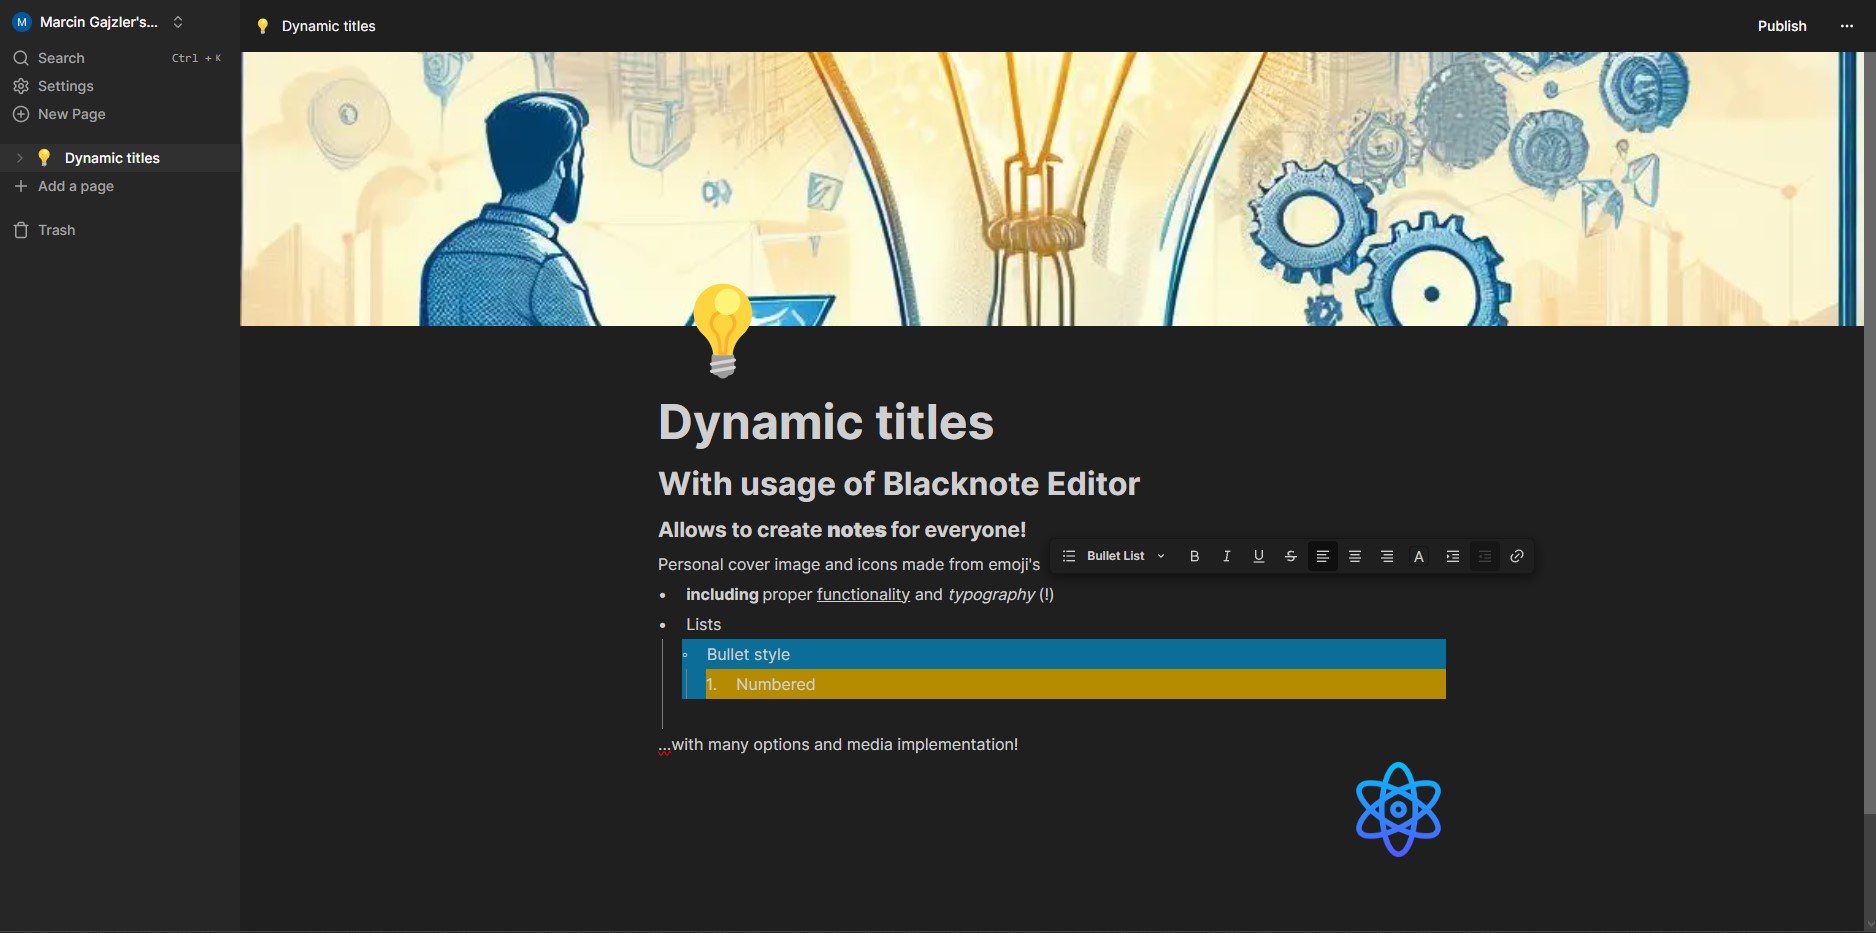 M Marcin Gajzler's...
Search Ctrl + K
Settings
New Page
Dynamic titles
Add a page
Trash
Dynamic titles
Publish
Dynamic titles
With usage of Blacknote Editor
Allows to create notes for everyone!
Personal cover image and icons made from emoji's
Bullet List B I U S A
• including proper functionality and typography (!)
• Lists
◦ Bullet style
1. Numbered
...with many options and media implementation!